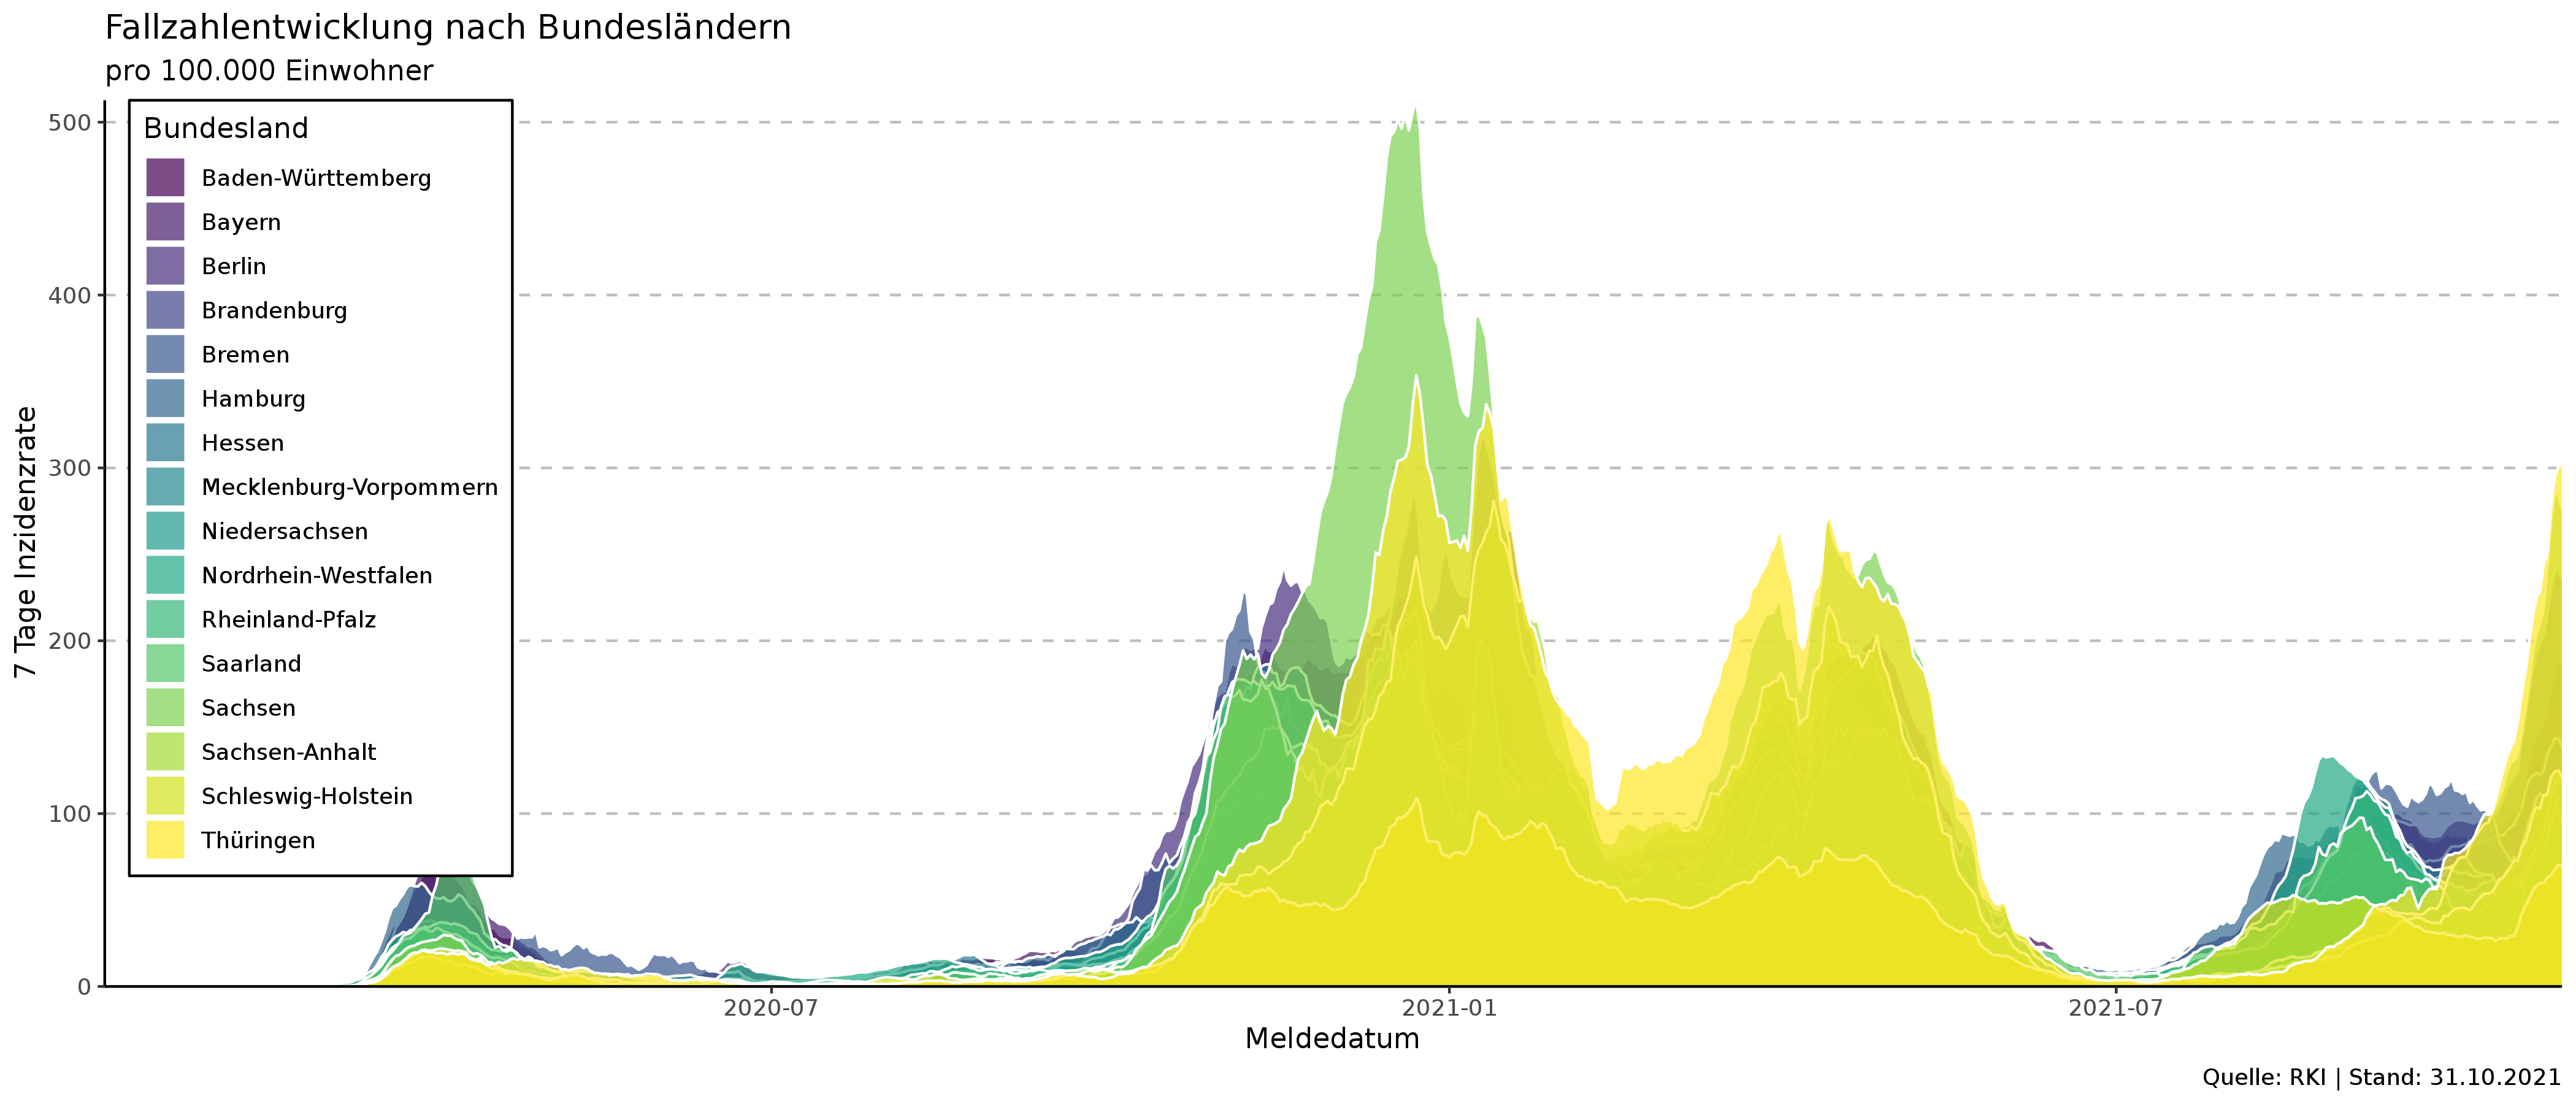 Fallzahlentwicklung nach Bundesländern
pro 100.000 Einwohner
Bundesland
Baden-Württemberg
Bayern
Berlin
Brandenburg
Bremen
Hamburg
Hessen
Mecklenburg-Vorpommern
Niedersachsen
Nordrhein-Westfalen
Rheinland-Pfalz
Saarland
Sachsen
Sachsen-Anhalt
Schleswig-Holstein
Thüringen
7 Tage Inzidenzrate
500
400
300
200
100
0
2020-07
2021-01
2021-07
Meldedatum
Quelle: RKI | Stand: 31.10.2021